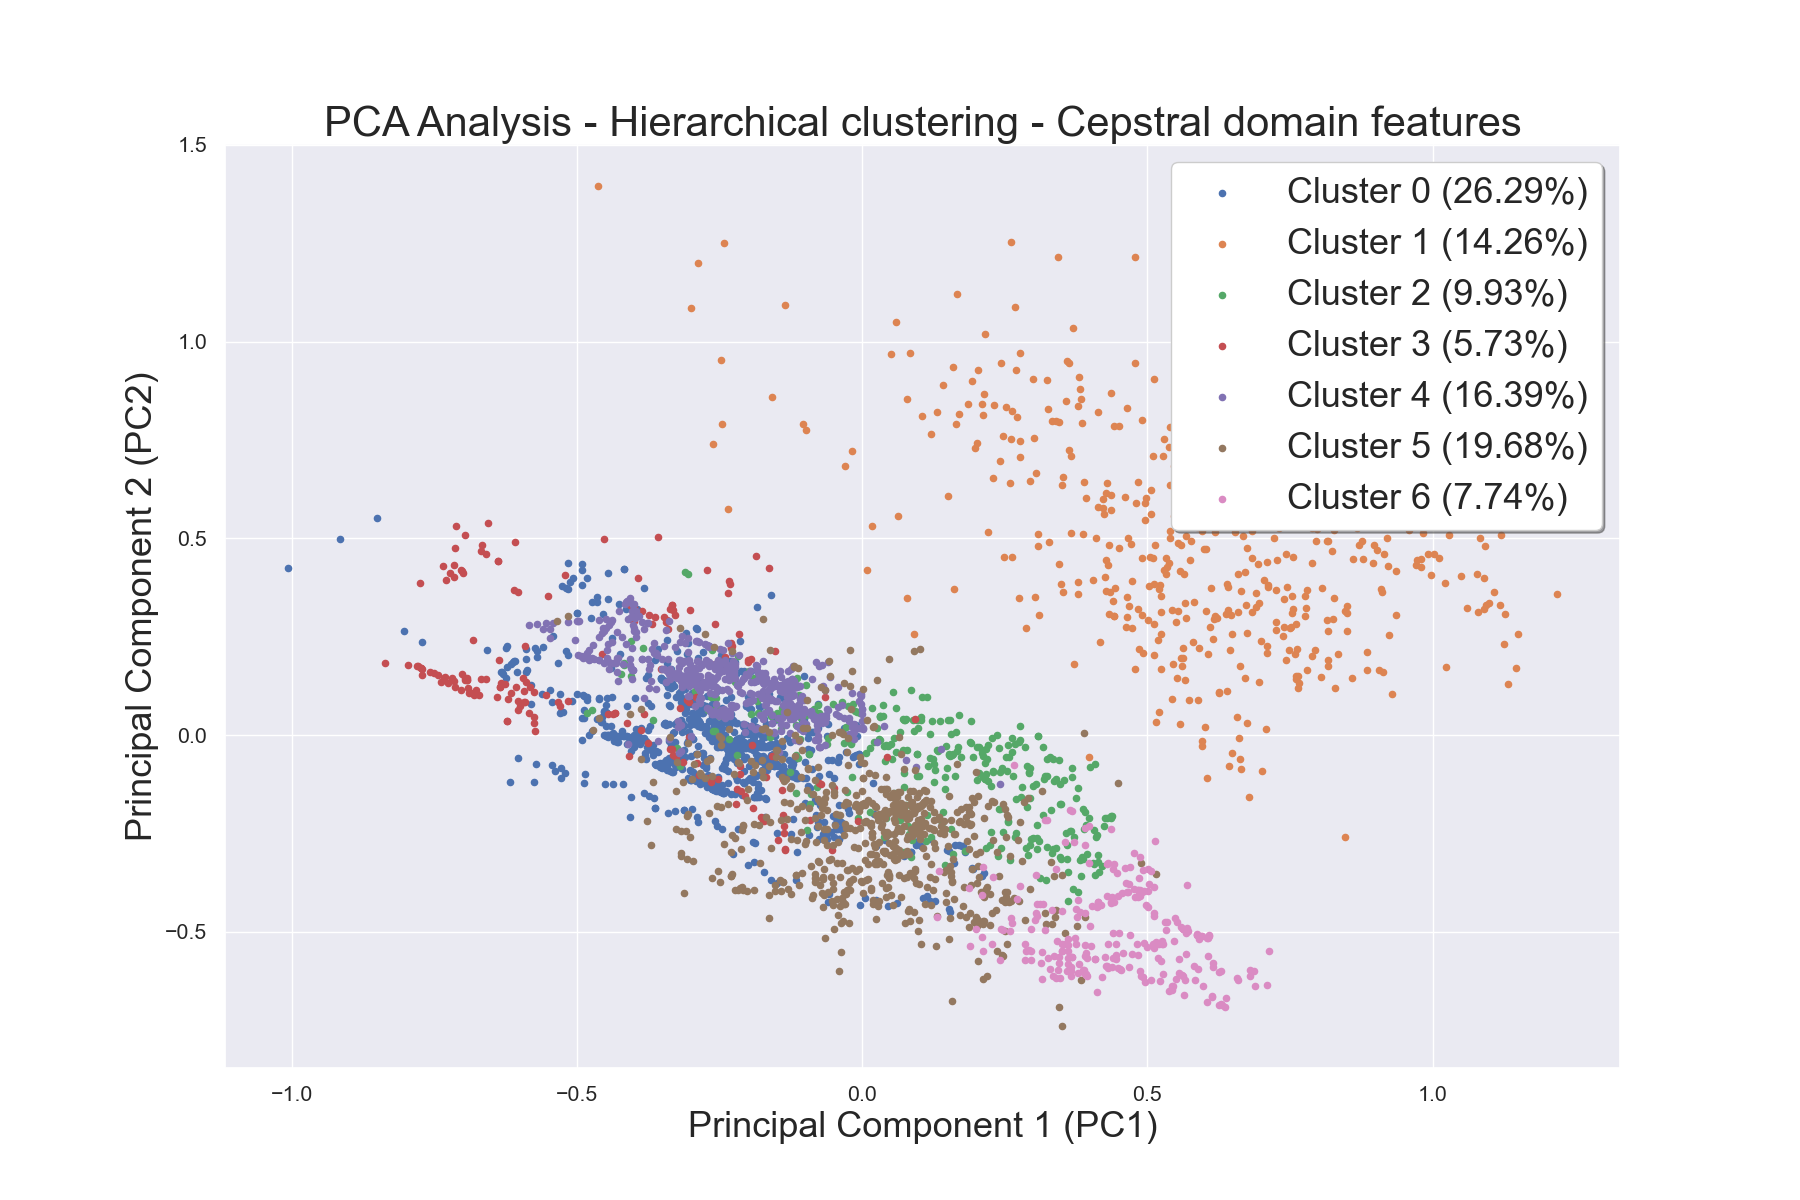 PCA Analysis - Hierarchical clustering - Cepstral domain features
1.5
1.0
0.5
0.0
−0.5
Principal Component 2 (PC2)
Cluster 0 (26.29%)
Cluster 1 (14.26%)
Cluster 2 (9.93%)
Cluster 3 (5.73%)
Cluster 4 (16.39%)
Cluster 5 (19.68%)
Cluster 6 (7.74%)
−1.0 −0.5 0.0 0.5 1.0
Principal Component 1 (PC1)